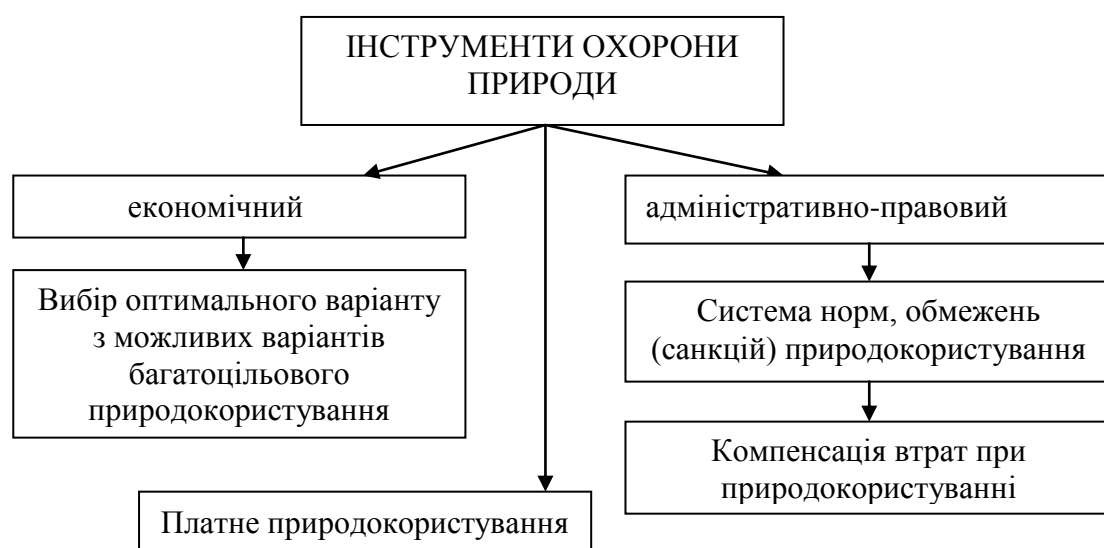 ІНСТРУМЕНТИ ОХОРОНИ
ПРИРОДИ
економічний
адміністративно-правовий
Вибір оптимального варіанту
з можливих варіантів
багатоцільового
природокористування
Система норм, обмежень
(санкцій) природокористування
Компенсація втрат при
природокористуванні
Платне природокористування